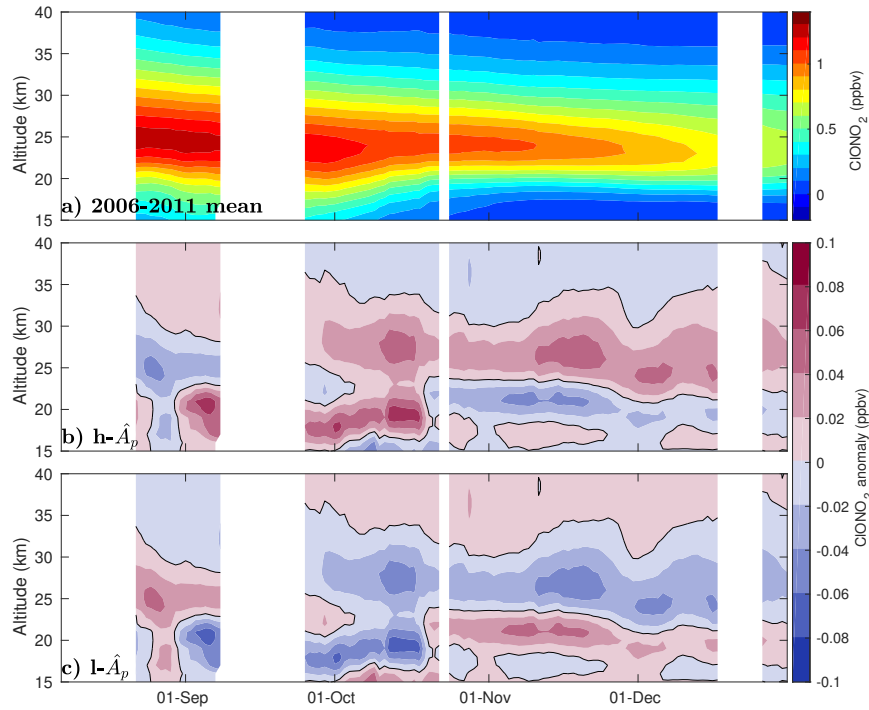 40
35
30
25
20
15
Altitude (km)
a) 2006-2011 mean
1
0.5
0
ClONO2 (ppbv)
40
35
30
25
20
15
Altitude (km)
b) h-Âp
40
35
30
25
20
15
Altitude (km)
c) l-Âp
01-Sep
01-Oct
01-Nov
01-Dec
0.1
0.08
0.06
0.04
0.02
0
-0.02
-0.04
-0.06
-0.08
-0.1
ClONO2 anomaly (ppbv)